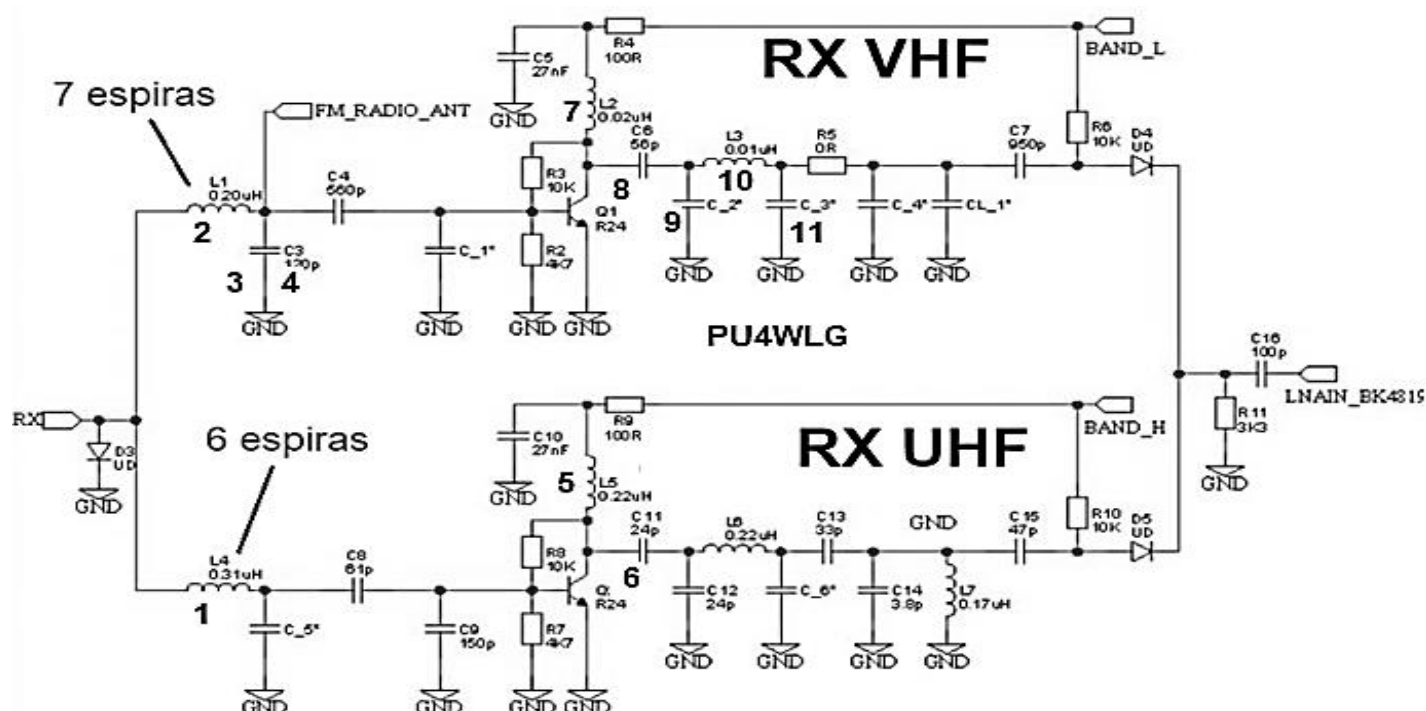 RX VHF
7 espiras
FM_RADIO_ANT
BAND_L
R4
100R
C5
27nF
GND
7
L2
0.02uH
C6
56p
L3
0.01uH
R5
0R
C7
950p
R6
10K
D4
UD
R3
10K
8
10
L1
0.20uH
2
C4
560p
C_1*
Q1
R24
R2
4K7
9
C_2*
C_3*
11
C_4*
CL_1*
3
C3
120p
4
GND
GND
GND
GND
GND
GND
GND
GND
PU4WLG
C16
100p
LNAIN_BK4819
R11
3K3
GND
RX
D3
UD
GND
6 espiras
RX UHF
R9
100R
BAND_H
C10
27nF
GND
5
L5
0.22uH
C11
24p
L6
0.22uH
C13
33p
GND
C15
47p
R10
10K
D5
UD
R8
10K
6
L4
0.31uH
1
C8
61p
C_5*
C9
150p
Q
R24
R7
4K7
C12
24p
C_6*
C14
3.8p
L7
0.17uH
GND
GND
GND
GND
GND
GND
GND
GND